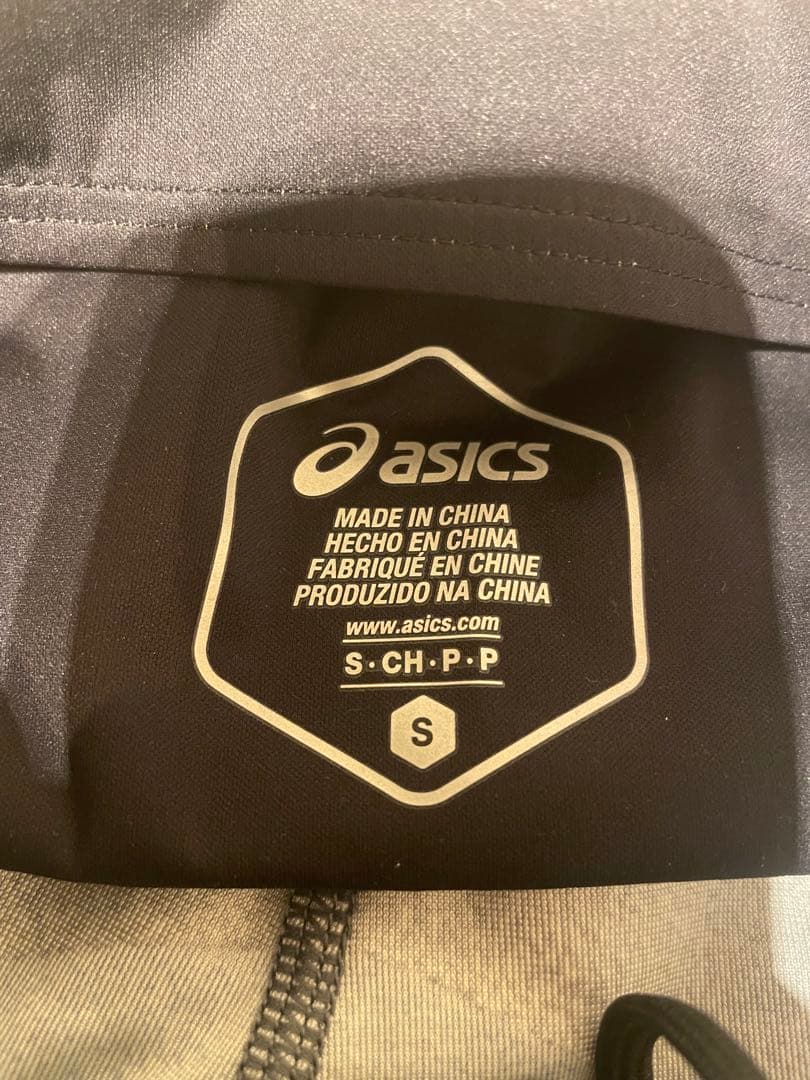 asics
MADE IN CHINA
HECHO EN CHINA
FABRIQUÉ EN CHINE
PRODUZIDO NA CHINA
www.asics.com
S·CH·P·P
S